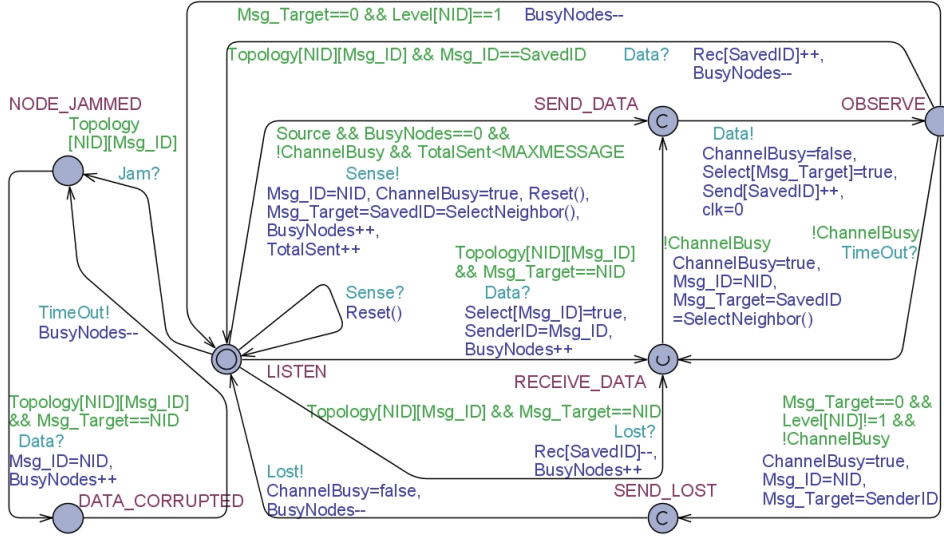 Msg_Target==0 && Level[NID]==1 BusyNodes--
Topology[NID][Msg_ID] && Msg_ID==SavedID Data? Rec[SavedID]++,
BusyNodes--
NODE_JAMMED
Topology
[NID][Msg_ID]
Jam?
SEND_DATA
OBSERVE
Source && BusyNodes==0 &&
!ChannelBusy && TotalSent<MAXMESSAGE
Sense!
Msg_ID=NID, ChannelBusy=true, Reset(),
Msg_Target=SavedID=SelectNeighbor(),
BusyNodes++,
TotalSent++
C
Data!
ChannelBusy=false,
Select[Msg_Target]=true,
Send[SavedID]++,
clk=0
!ChannelBusy
TimeOut?
!ChannelBusy
ChannelBusy=true,
Msg_ID=NID,
Msg_Target=SavedID
=SelectNeighbor()
Topology[NID][Msg_ID]
&& Msg_Target==NID
Data?
Select[Msg_ID]=true,
SenderID=Msg_ID,
BusyNodes++
Sense?
Reset()
TimeOut!
BusyNodes--
LISTEN
RECEIVE_DATA
Topology[NID][Msg_ID]
&& Msg_Target==NID
Data?
Msg_ID=NID,
BusyNodes++
DATA_CORRUPTED
Topology[NID][Msg_ID] && Msg_Target==NID
Lost?
Rec[SavedID]--,
BusyNodes++
Lost!
ChannelBusy=false,
BusyNodes--
SEND_LOST
C
Msg_Target==0 &&
Level[NID]!=1 &&
!ChannelBusy
ChannelBusy=true,
Msg_ID=NID,
Msg_Target=SenderID